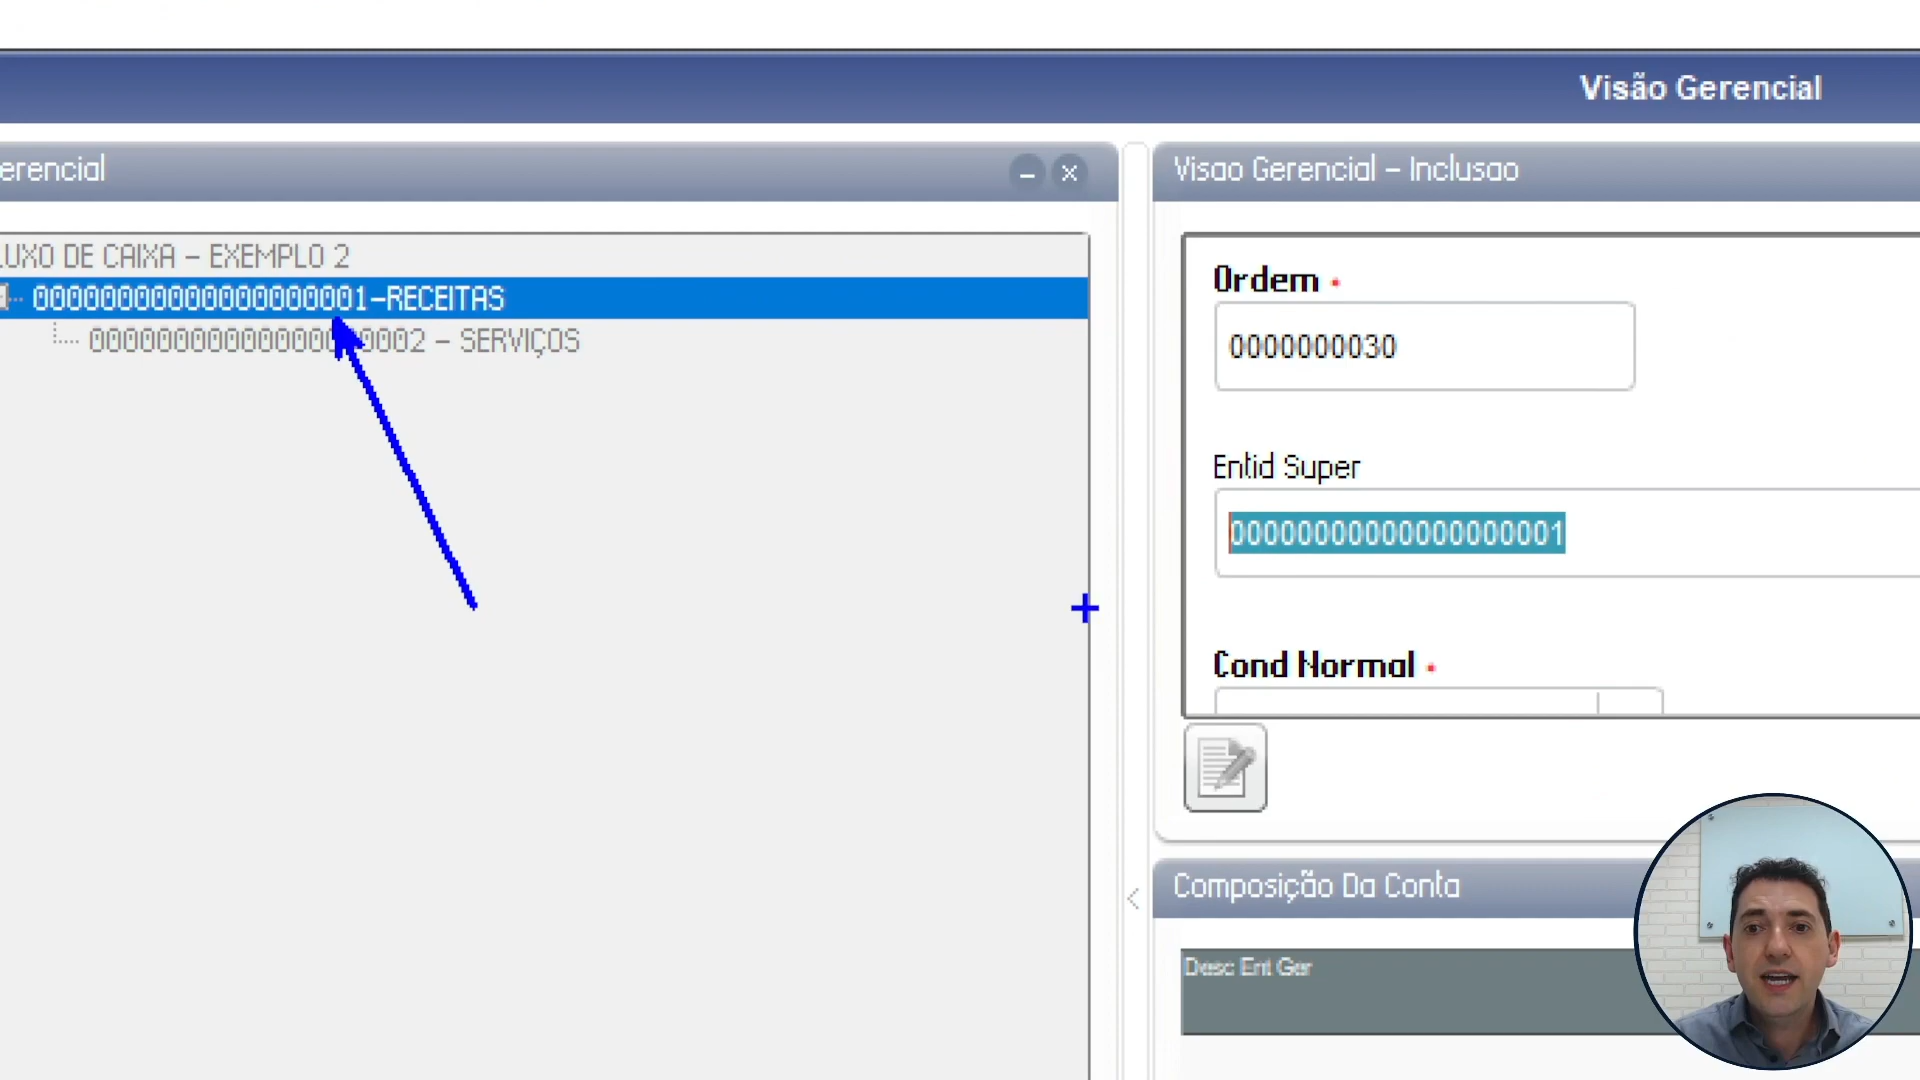 Visão Gerencial
erencial
LUXO DE CAIXA - EXEMPLO 2
00000000000000000001-RECEITAS
SERVIÇOS
Visao Gerencial - Inclusao
Ordem
0000000030
Entid Super
00000000000000000001
Cond Normal
Composição Da Conta
Desc Ent Ger